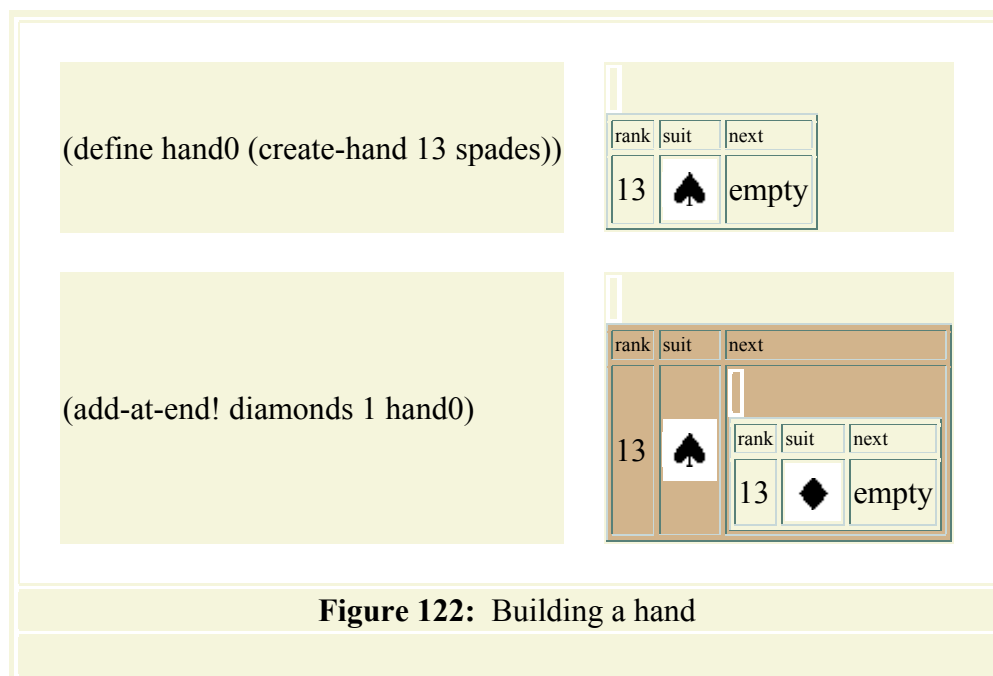 (define hand0 (create-hand 13 spades))
rank suit next
13 ♠ empty
(add-at-end! diamonds 1 hand0)
rank suit next
13 ♠
rank suit next
13 ♦ empty
Figure 122: Building a hand